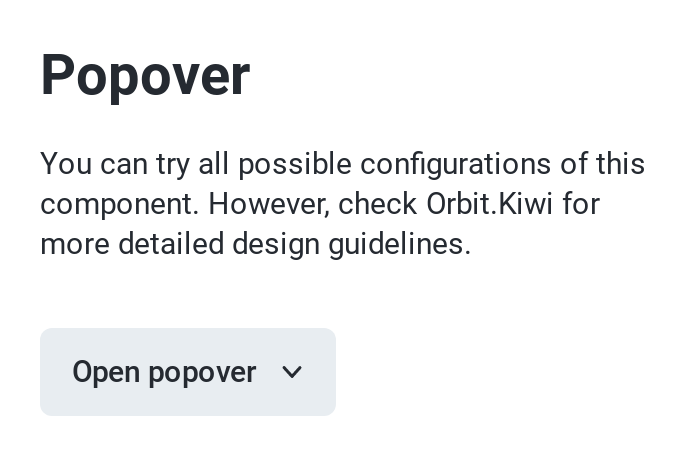 Popover
You can try all possible configurations of this
component. However, check Orbit.Kiwi for
more detailed design guidelines.
Open popover